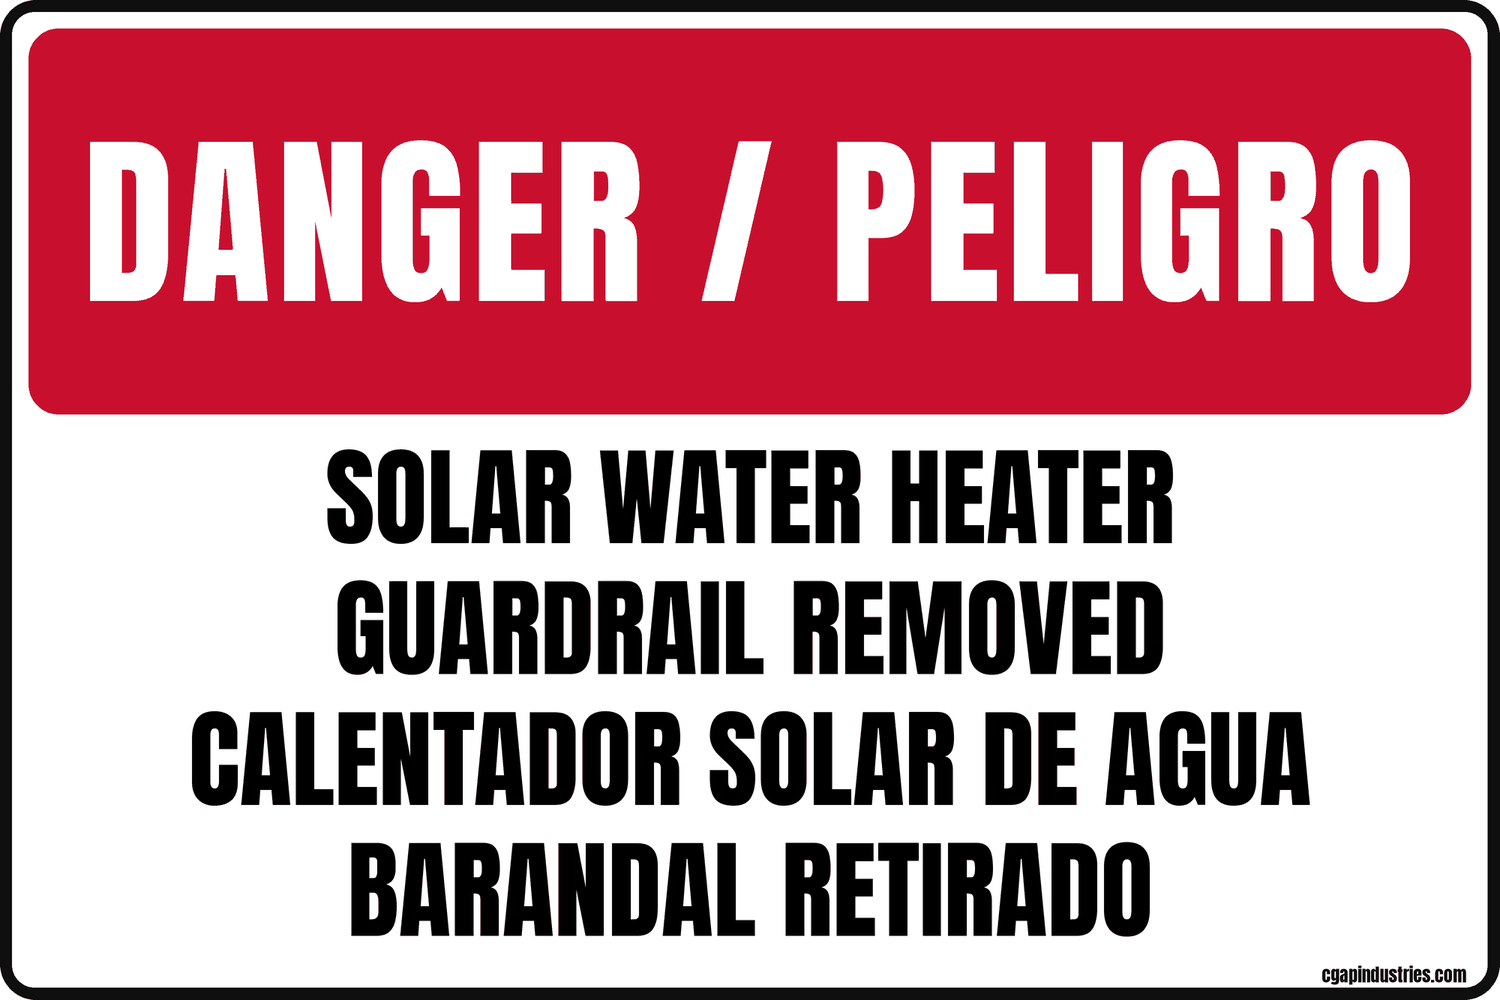 DANGER / PELIGRO
SOLAR WATER HEATER
GUARDRAIL REMOVED
CALENTADOR SOLAR DE AGUA
BARANDAL RETIRADO
cgapindustries.com